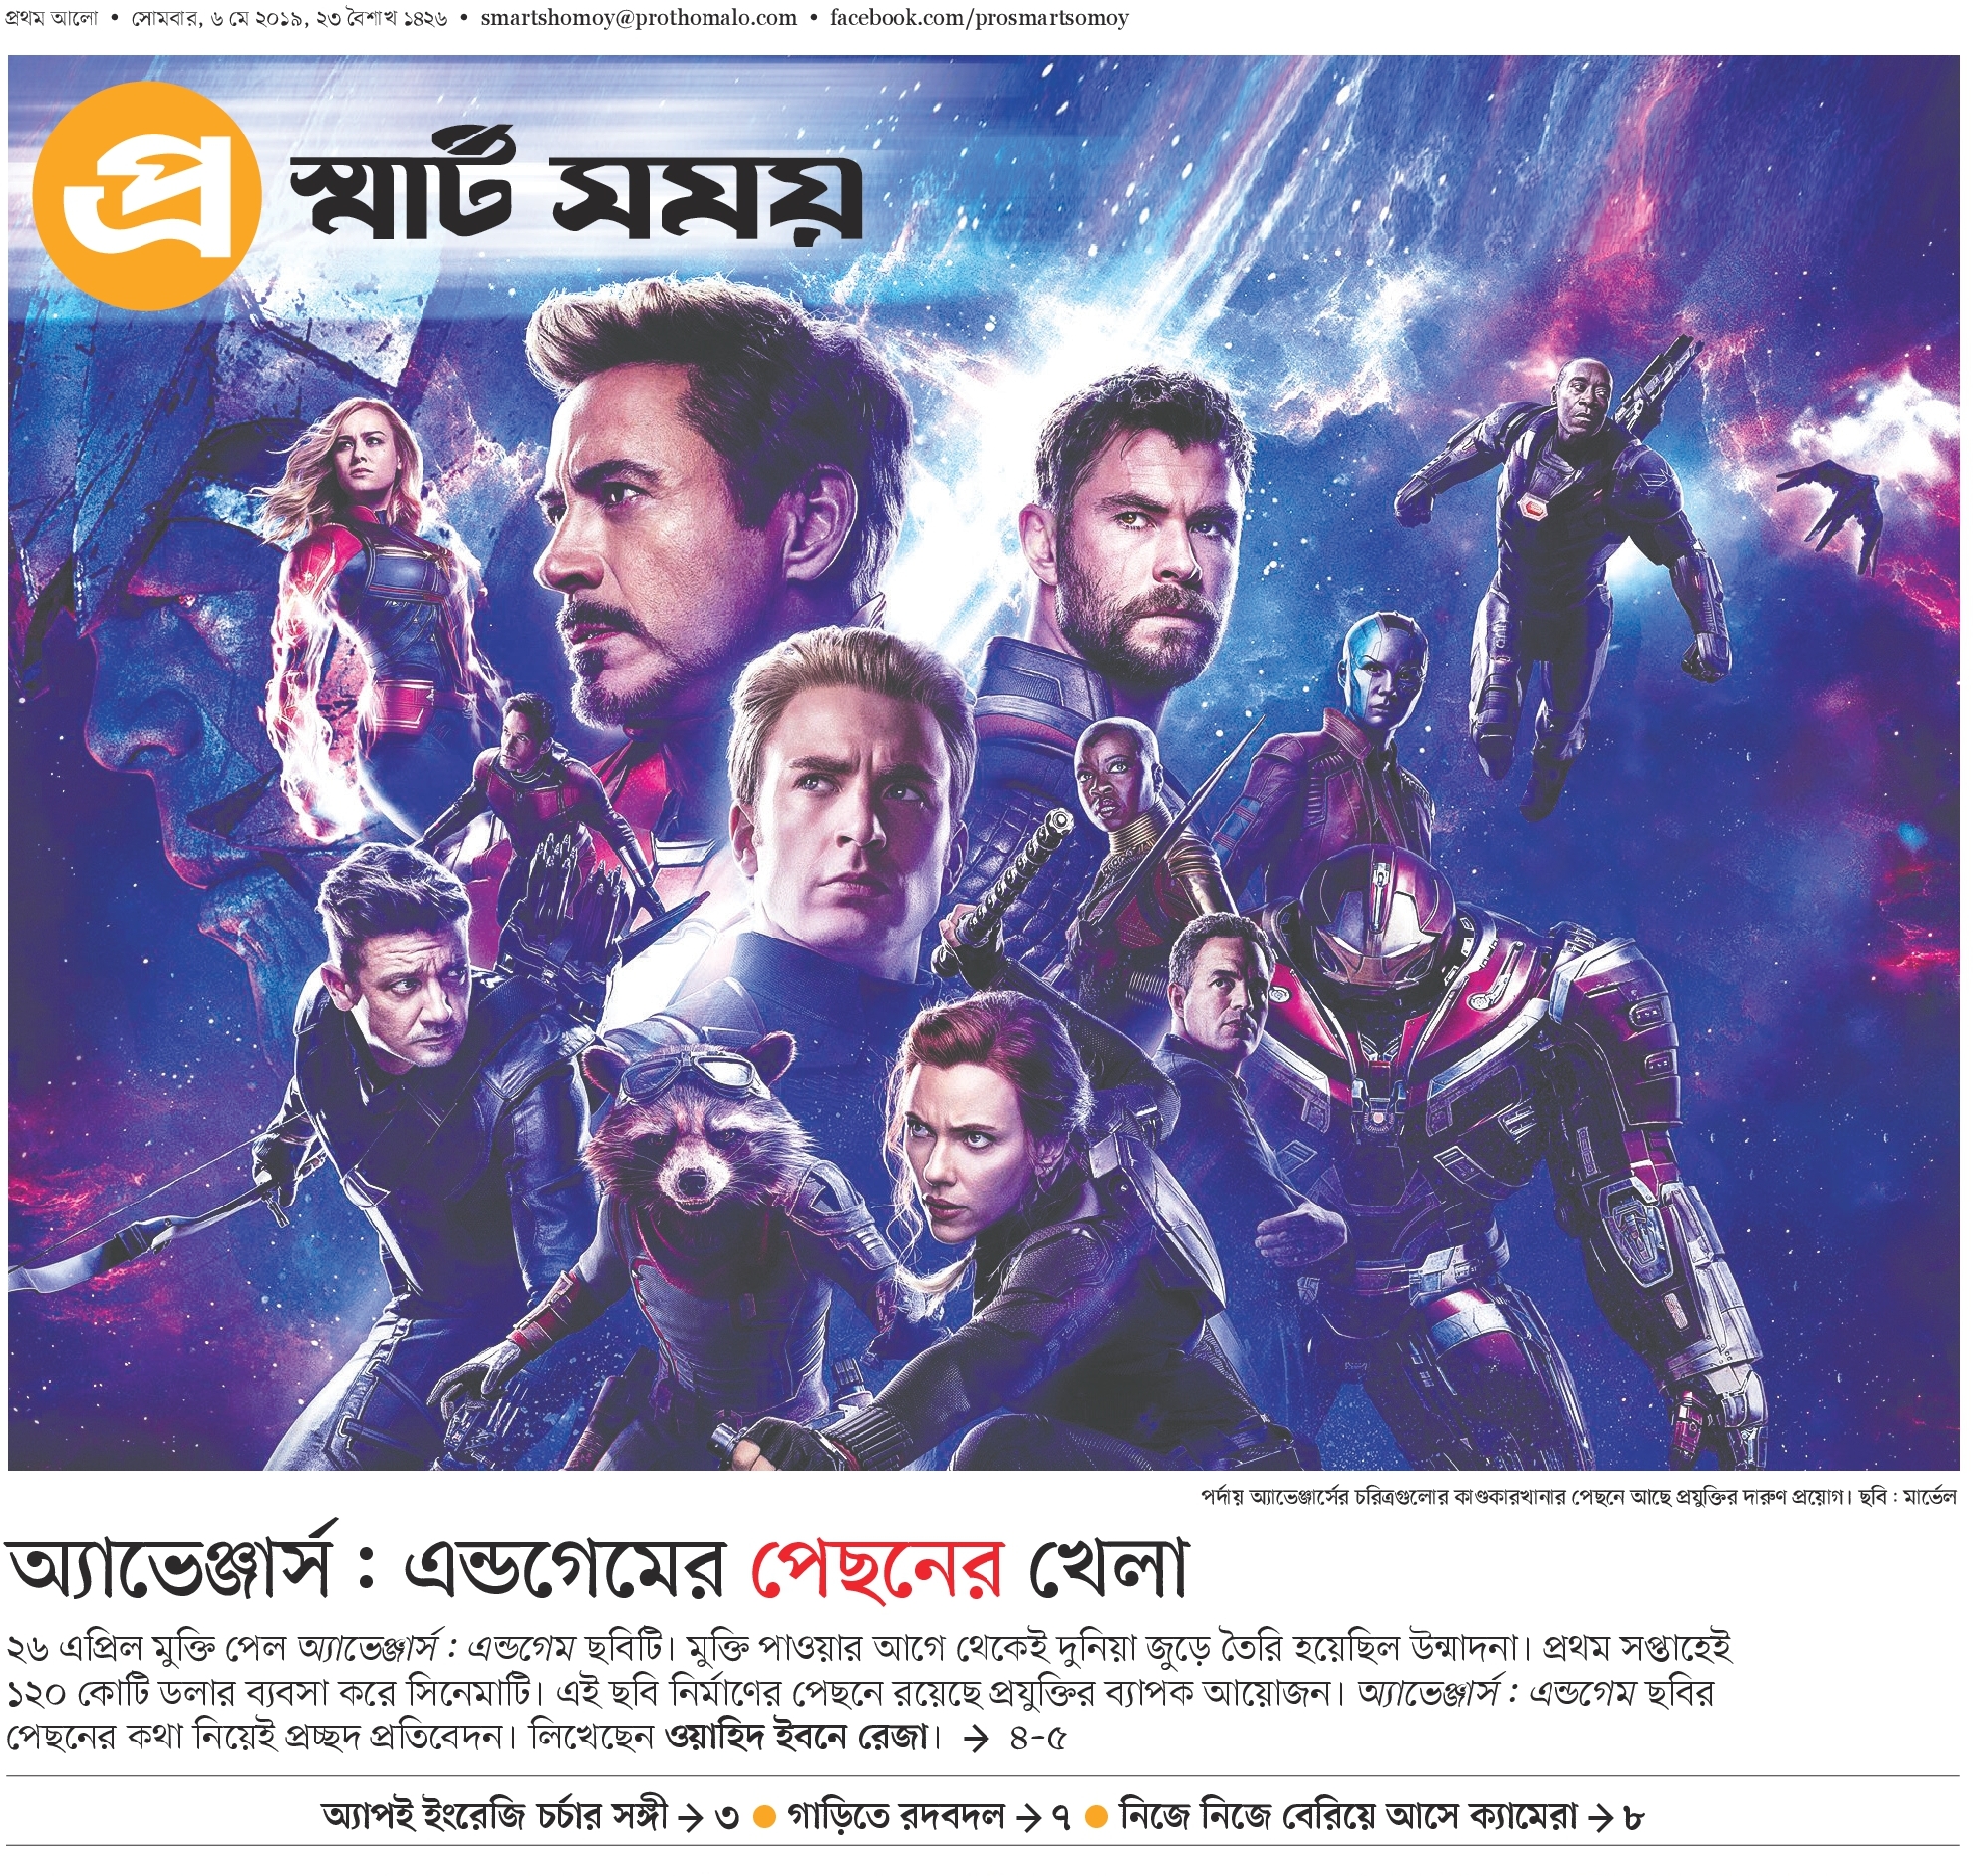 প্রথম আলো • সোমবার, ৬ মে ২০১৯, ২৩ বৈশাখ ১৪২৬ • smartshomoy@prothomalo.com • facebook.com/prosmartsomoy
প্র স্মার্ট সময়
পর্দায় অ্যাভেঞ্জার্সের চরিত্রগুলোর কাণ্ডকারখানার পেছনে আছে প্রযুক্তির দারুণ প্রয়োগ। ছবি : মার্ভেল
অ্যাভেঞ্জার্স : এন্ডগেমের পেছনের খেলা
২৬ এপ্রিল মুক্তি পেল অ্যাভেঞ্জার্স : এন্ডগেম ছবিটি। মুক্তি পাওয়ার আগে থেকেই দুনিয়া জুড়ে তৈরি হয়েছিল উন্মাদনা। প্রথম সপ্তাহেই
১২০ কোটি ডলার ব্যবসা করে সিনেমাটি। এই ছবি নির্মাণের পেছনে রয়েছে প্রযুক্তির ব্যাপক আয়োজন। অ্যাভেঞ্জার্স : এন্ডগেম ছবির
পেছনের কথা নিয়েই প্রচ্ছদ প্রতিবেদন। লিখেছেন ওয়াহিদ ইবনে রেজা। → ৪-৫
অ্যাপই ইংরেজি চর্চার সঙ্গী → ৩ ● গাড়িতে রদবদল → ৭ ● নিজে নিজে বেরিয়ে আসে ক্যামেরা → ৮